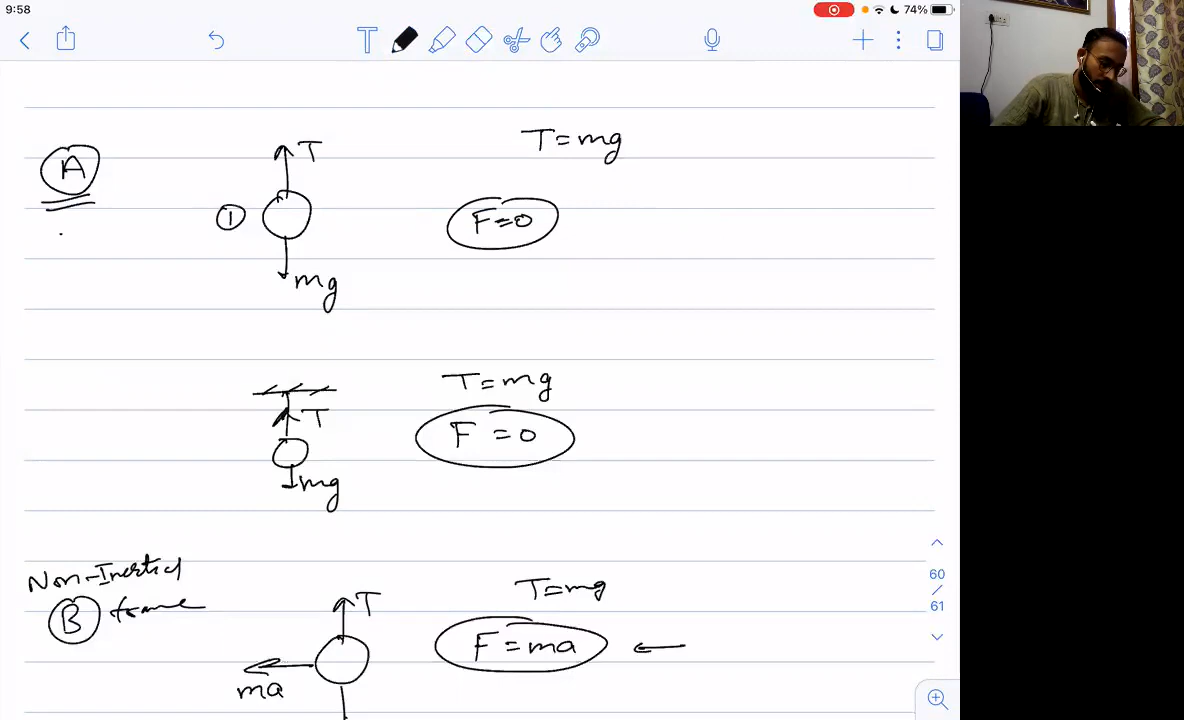 9:58
74%
T
T
T=mg
A
1
F=0
mg
T=mg
T
F=0
mg
Non-Inertial
60
/
B frame
T=mg
61
T
F=ma
ma